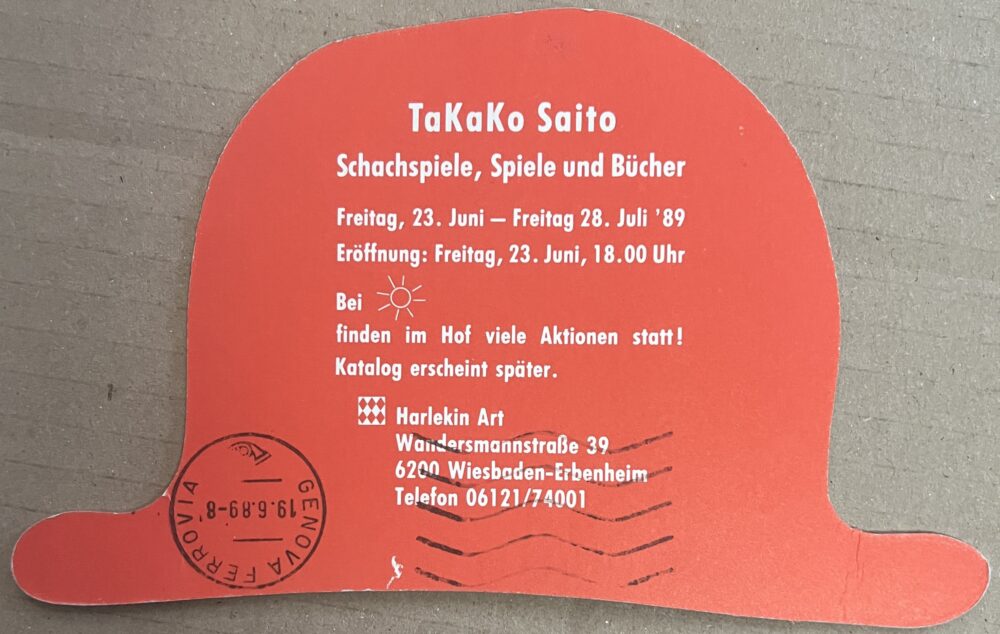 TaKaKo Saito
Schachspiele, Spiele und Bücher
Freitag, 23. Juni – Freitag 28. Juli '89
Eröffnung: Freitag, 23. Juni, 18.00 Uhr
Bei
finden im Hof viele Aktionen statt!
Katalog erscheint später.
Harlekin Art
Wandersmannstraße 39
6200 Wiesbaden-Erbenheim
Telefon 06121/74001
GENOVA FERROVIA
19.6.89-8